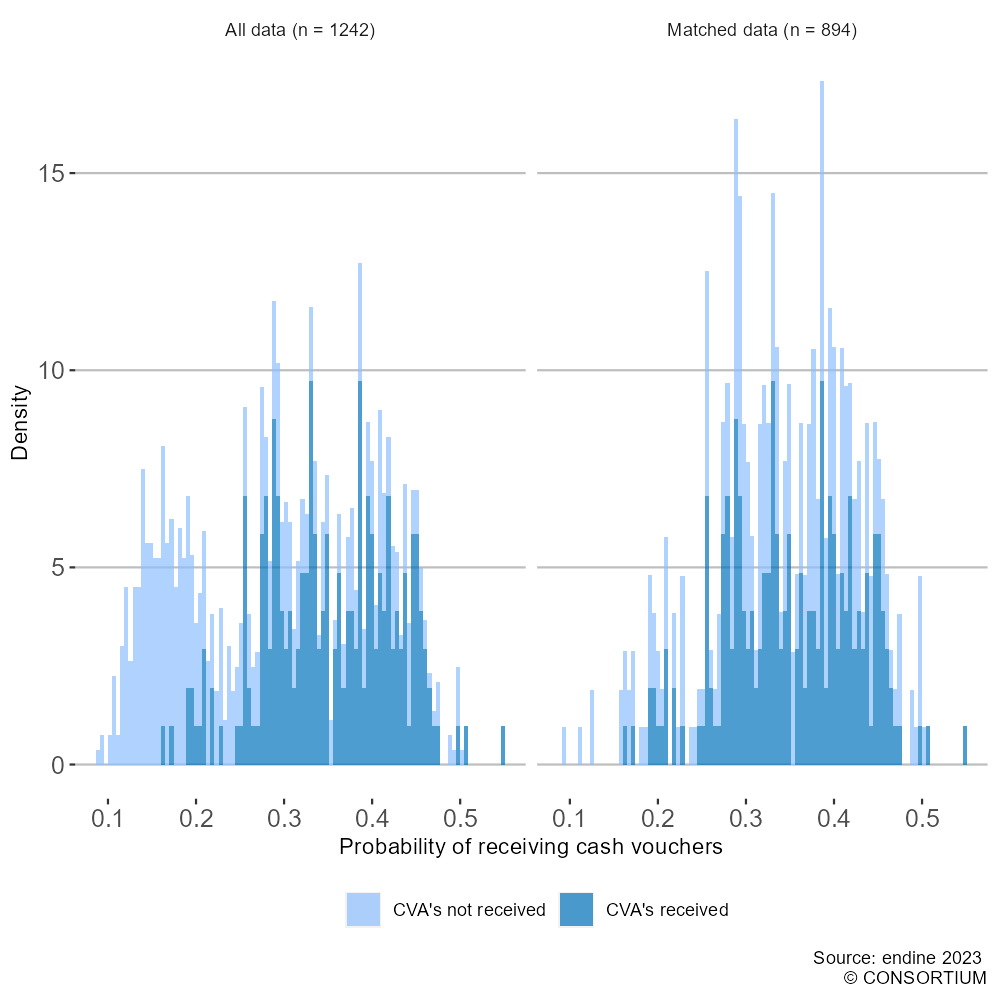 All data (n = 1242)
Matched data (n = 894)
15
10
5
0
Density
0.1 0.2 0.3 0.4 0.5
0.1 0.2 0.3 0.4 0.5
Probability of receiving cash vouchers
CVA's not received
CVA's received
Source: endine 2023
© CONSORTIUM